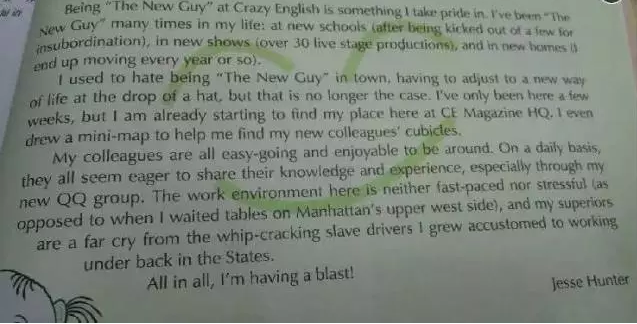 Being "The New Guy" at Crazy English is something I take pride in. I've been "The
New Guy" many times in my life: at new schools (after being kicked out of a few for
insubordination), in new shows (over 30 live stage productions), and in new homes (I
end up moving every year or so).
I used to hate being "The New Guy" in town, having to adjust to a new way
of life at the drop of a hat, but that is no longer the case. I've only been here a few
weeks, but I am already starting to find my place here at CE Magazine HQ. I even
drew a mini-map to help me find my new colleagues' cubicles.
My colleagues are all easy-going and enjoyable to be around. On a daily basis,
they all seem eager to share their knowledge and experience, especially through my
new QQ group. The work environment here is neither fast-paced nor stressful (as
opposed to when I waited tables on Manhattan's upper west side), and my superiors
are a far cry from the whip-cracking slave drivers I grew accustomed to working
under back in the States.
All in all, I'm having a blast!
Jesse Hunter